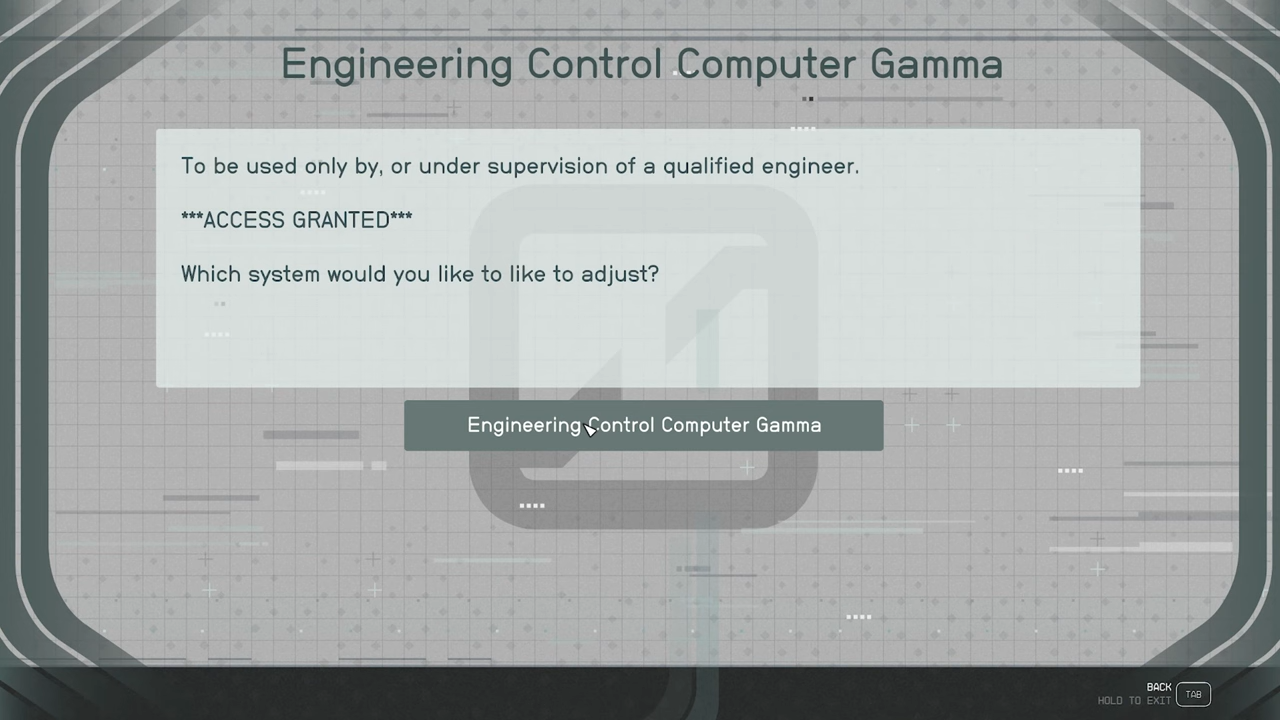 Engineering Control Computer Gamma
To be used only by, or under supervision of a qualified engineer.
***ACCESS GRANTED***
Which system would you like to like to adjust?
Engineering Control Computer Gamma
BACK
HOLD TO EXIT
TAB